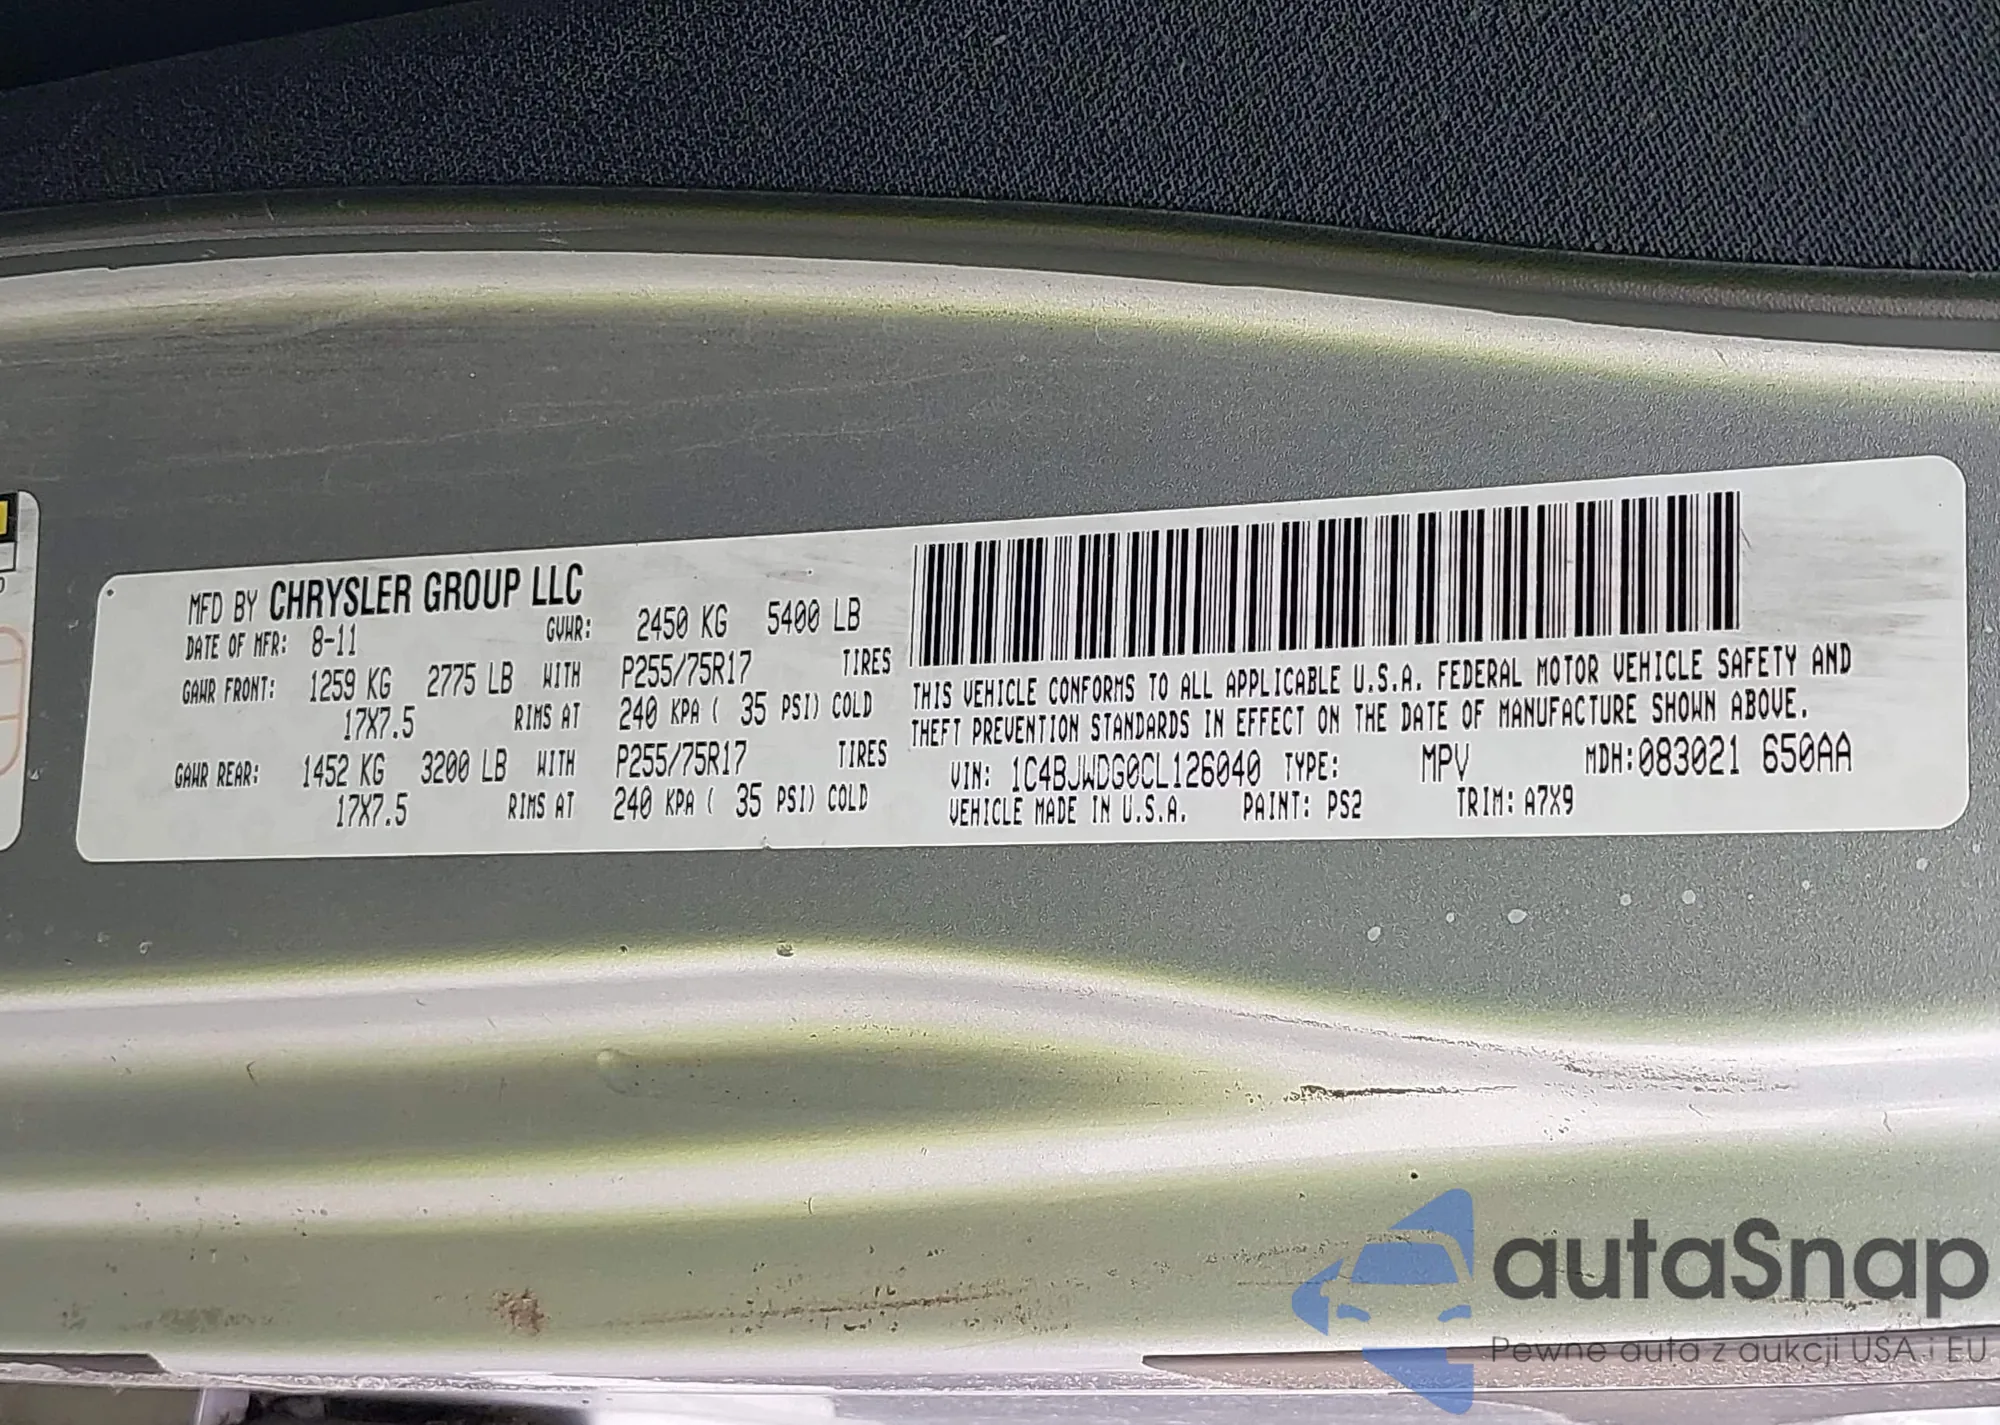 MFD BY CHRYSLER GROUP LLC
DATE OF MFR: 8-11 GVWR: 2450 KG 5400 LB
GAWR FRONT: 1259 KG 2775 LB WITH P255/75R17 TIRES
17X7.5 RIMS AT 240 KPA ( 35 PSI) COLD
GAWR REAR: 1452 KG 3200 LB WITH P255/75R17 TIRES
17X7.5 RIMS AT 240 KPA ( 35 PSI) COLD
THIS VEHICLE CONFORMS TO ALL APPLICABLE U.S.A. FEDERAL MOTOR VEHICLE SAFETY AND
THEFT PREVENTION STANDARDS IN EFFECT ON THE DATE OF MANUFACTURE SHOWN ABOVE.
VIN: 1C4BJWDG0CL126040 TYPE: MPV MDH:083021 650AA
VEHICLE MADE IN U.S.A. PAINT: PS2 TRIM: A7X9
autaSnap
Pewne auta z aukcji USA i EU